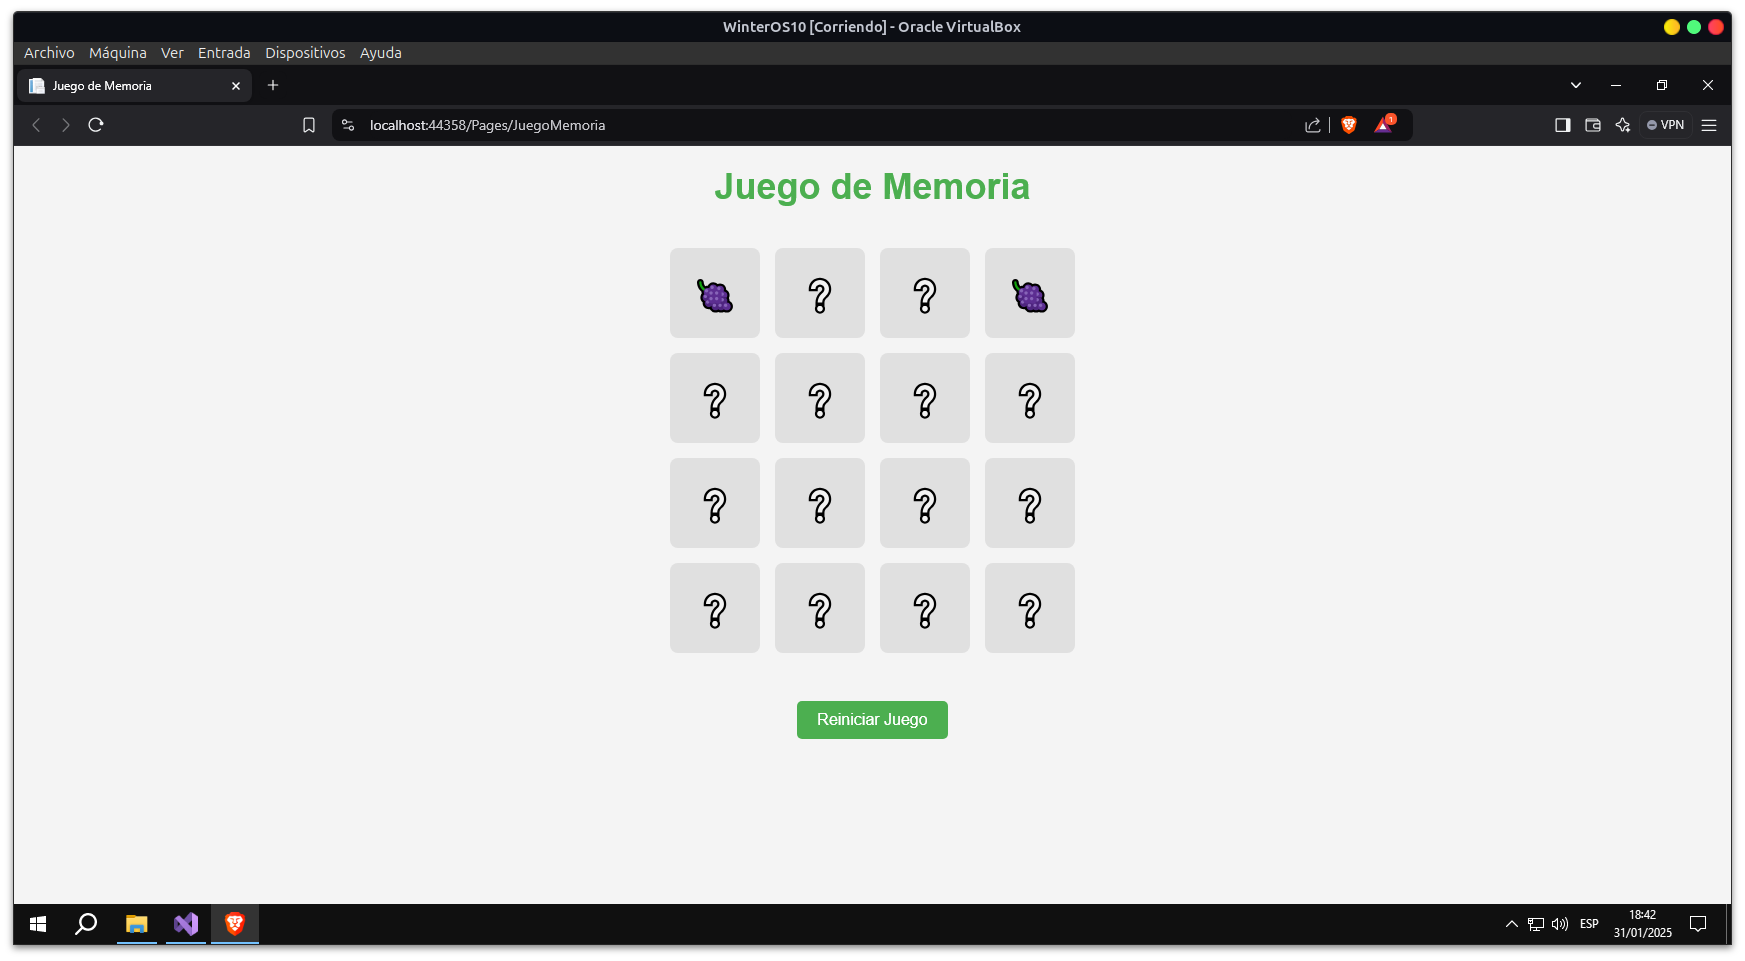 WinterOS10 [Corriendo] - Oracle VirtualBox
Archivo Máquina Ver Entrada Dispositivos Ayuda
Juego de Memoria
localhost:44358/Pages/JuegoMemoria
1
VPN
Juego de Memoria
? ?
? ? ? ?
? ? ? ?
? ? ? ?
Reiniciar Juego
ESP
18:42
31/01/2025